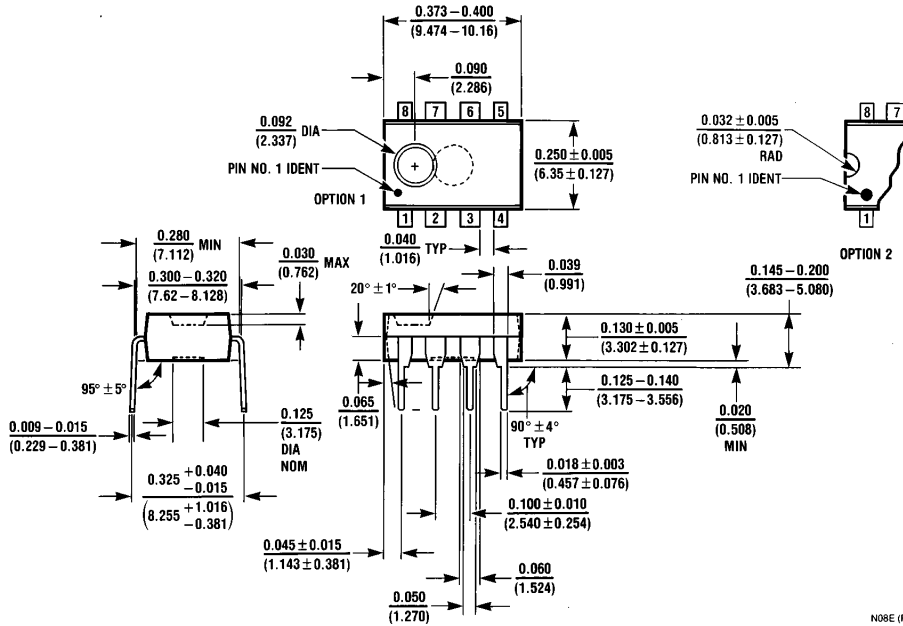 0.373–0.400
(9.474–10.16)
0.090
(2.286)
8 7 6 5
0.092 DIA
(2.337)
PIN NO. 1 IDENT
OPTION 1
0.250 ± 0.005
(6.35 ± 0.127)
1 2 3 4
0.032 ± 0.005
(0.813 ± 0.127)
RAD
PIN NO. 1 IDENT
8 7
1
OPTION 2
0.280 MIN
(7.112)
0.030 MAX
(0.762)
0.300–0.320
(7.62–8.128)
0.040 TYP
(1.016)
0.039
(0.991)
0.145–0.200
(3.683–5.080)
20° ±1°
0.130 ± 0.005
(3.302 ± 0.127)
95° ±5°
0.065
(1.651)
0.125–0.140
(3.175–3.556)
90° ±4°
TYP
0.020
(0.508)
MIN
0.009–0.015
(0.229–0.381)
0.125
(3.175)
DIA
NOM
0.018 ± 0.003
(0.457 ± 0.076)
0.325 +0.040
–0.015
(8.255 +1.016
–0.381)
0.100 ± 0.010
(2.540 ± 0.254)
0.045 ± 0.015
(1.143 ± 0.381)
0.060
(1.524)
0.050
(1.270)
N08E